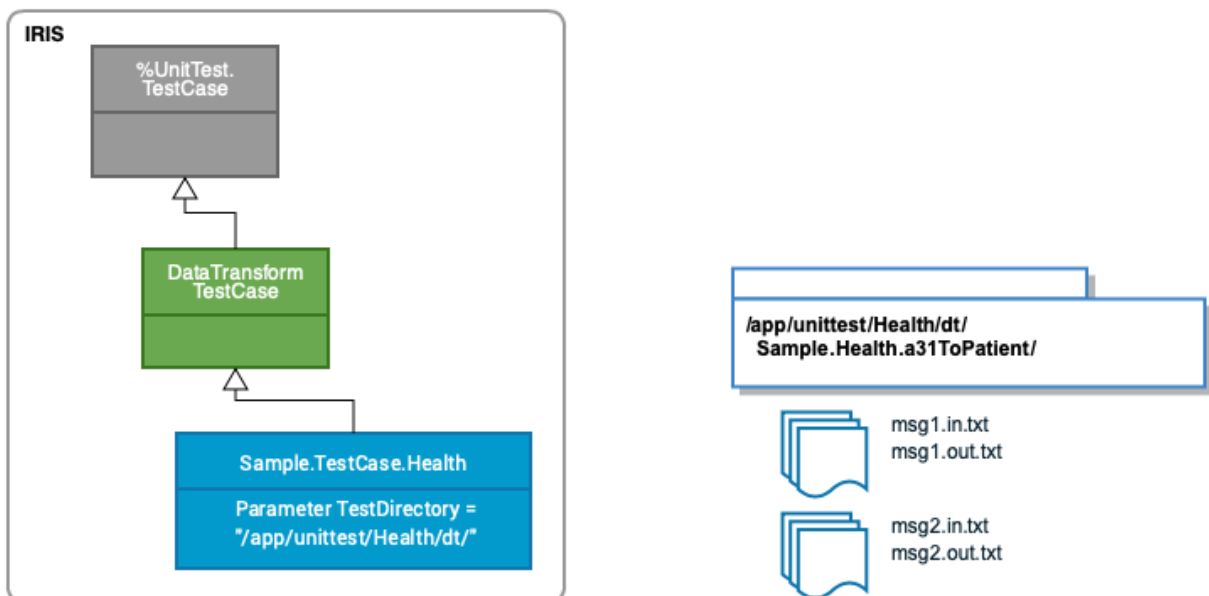 IRIS
%UnitTest.
TestCase
DataTransform
TestCase
Sample.TestCase.Health
Parameter TestDirectory =
"/app/unittest/Health/dt/"
/app/unittest/Health/dt/
Sample.Health.a31ToPatient/
msg1.in.txt
msg1.out.txt
msg2.in.txt
msg2.out.txt